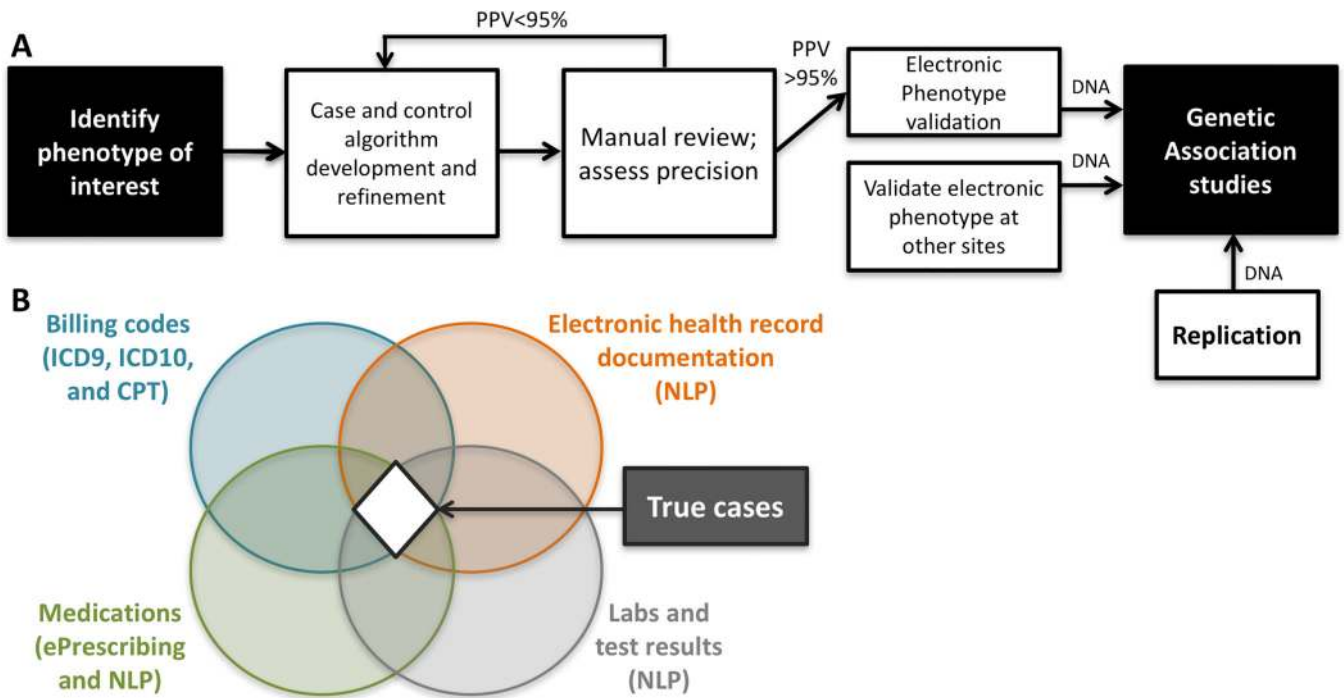 A
PPV<95%
Identify
phenotype of
interest
Case and control
algorithm
development and
refinement
Manual review;
assess precision
PPV
>95%
Electronic
Phenotype
validation
DNA
Validate electronic
phenotype at
other sites
DNA
Genetic
Association
studies
DNA
Replication
B
Billing codes
(ICD9, ICD10,
and CPT)
Electronic health record
documentation
(NLP)
True cases
Medications
(ePrescribing
and NLP)
Labs and
test results
(NLP)